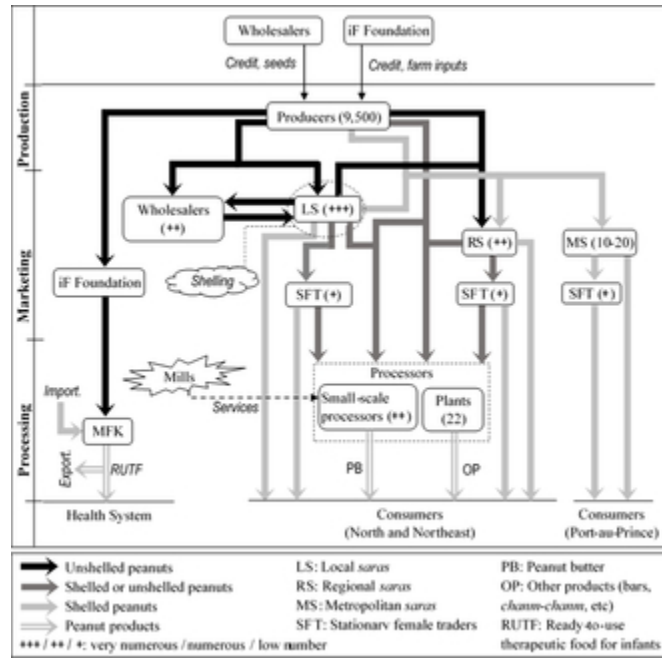 Wholesalers
iF Foundation
Credit, seeds
Credit, farm inputs
Production
Producers (9,500)
Marketing
Wholesalers
(++)
LS (+++)
RS (++)
MS (10-20)
Shelling
iF Foundation
SFT (+)
SFT (+)
SFT (+)
Processing
Mills
Processors
Import.
Services
Small-scale
processors (++)
Plants
(22)
MFK
Export.
RUTF
PB
OP
Health System
Consumers
(North and Northeast)
Consumers
(Port-au-Prince)
Unshelled peanuts
Shelled or unshelled peanuts
Shelled peanuts
Peanut products
+++ / ++ / +: very numerous / numerous / low number
LS: Local saras
RS: Regional saras
MS: Metropolitan saras
SFT: Stationary female traders
PB: Peanut butter
OP: Other products (bars,
chanm-chanm, etc)
RUTF: Ready-to-use
therapeutic food for infants